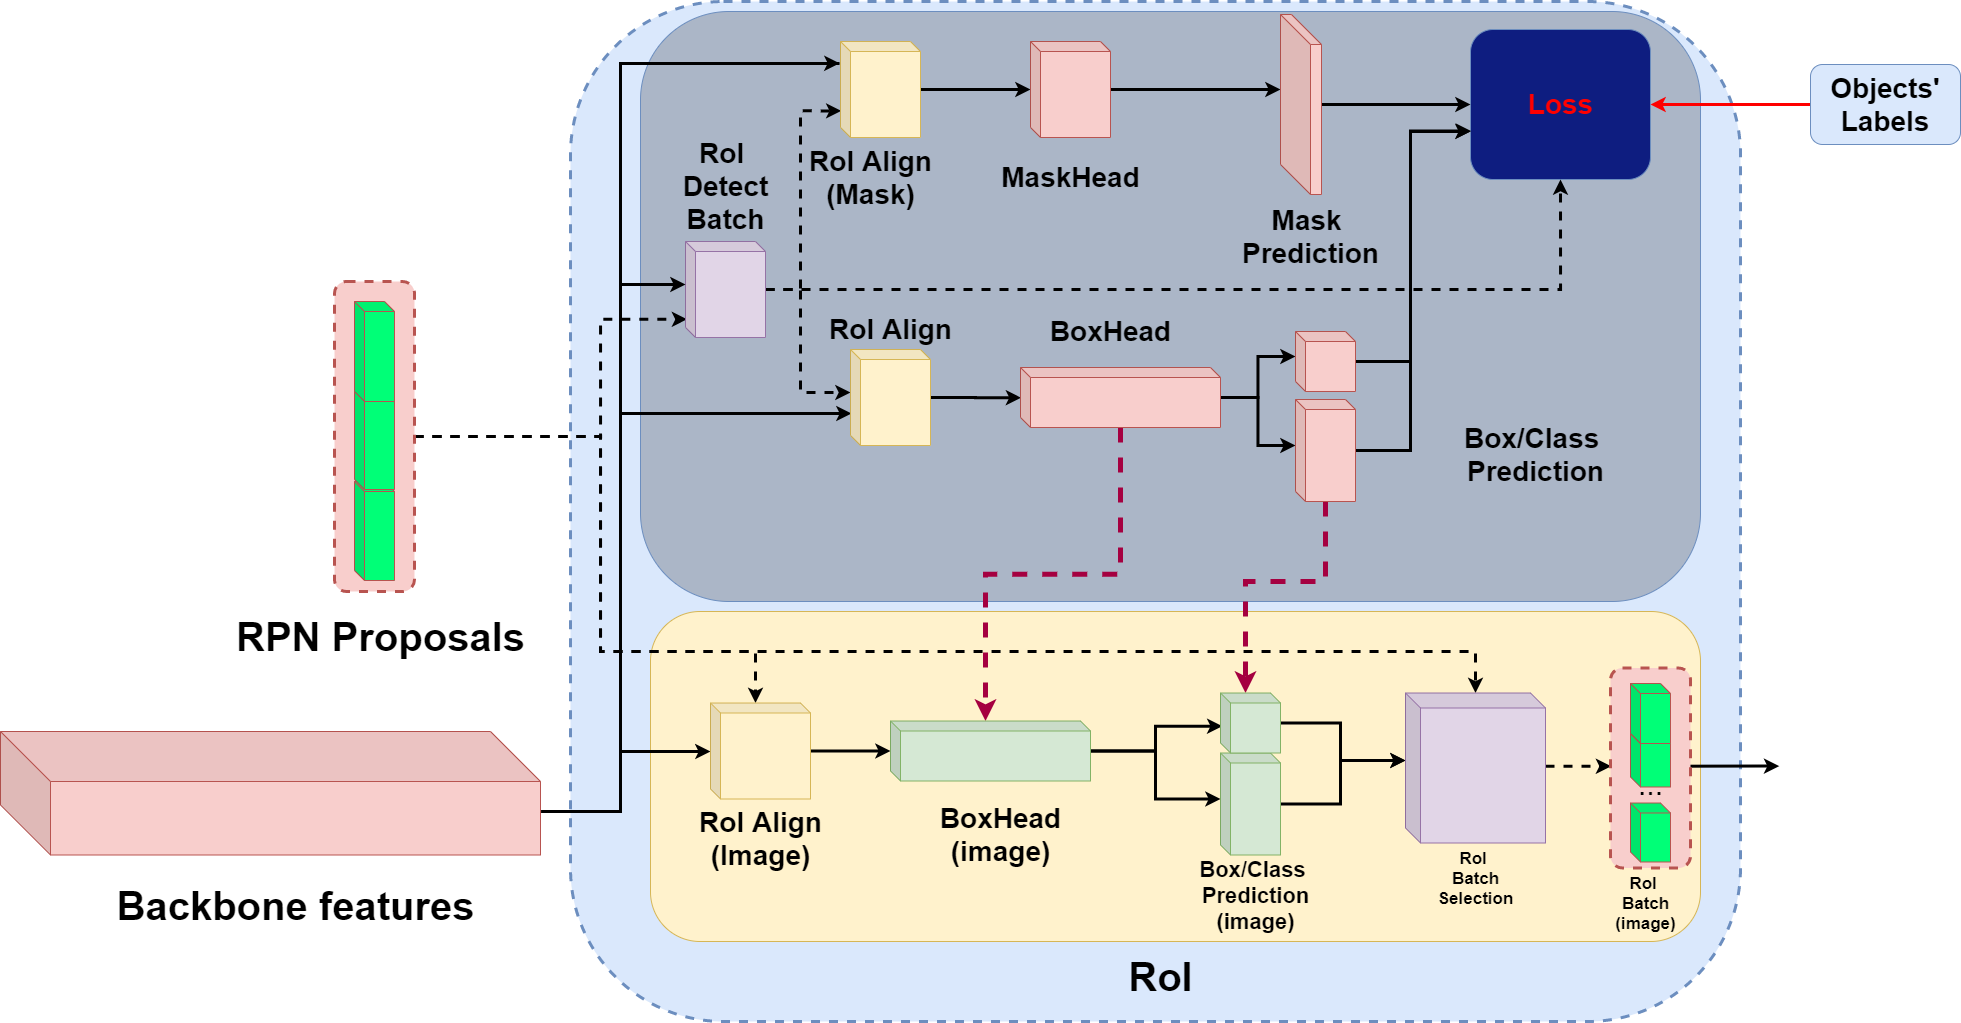 Objects'
Labels
Loss
RoI
Detect
Batch
RoI Align
(Mask)
MaskHead
Mask
Prediction
RoI Align
BoxHead
Box/Class
Prediction
RPN Proposals
Backbone features
RoI Align
(Image)
BoxHead
(image)
Box/Class
Prediction
(image)
RoI
Batch
Selection
...
RoI
Batch
(image)
RoI